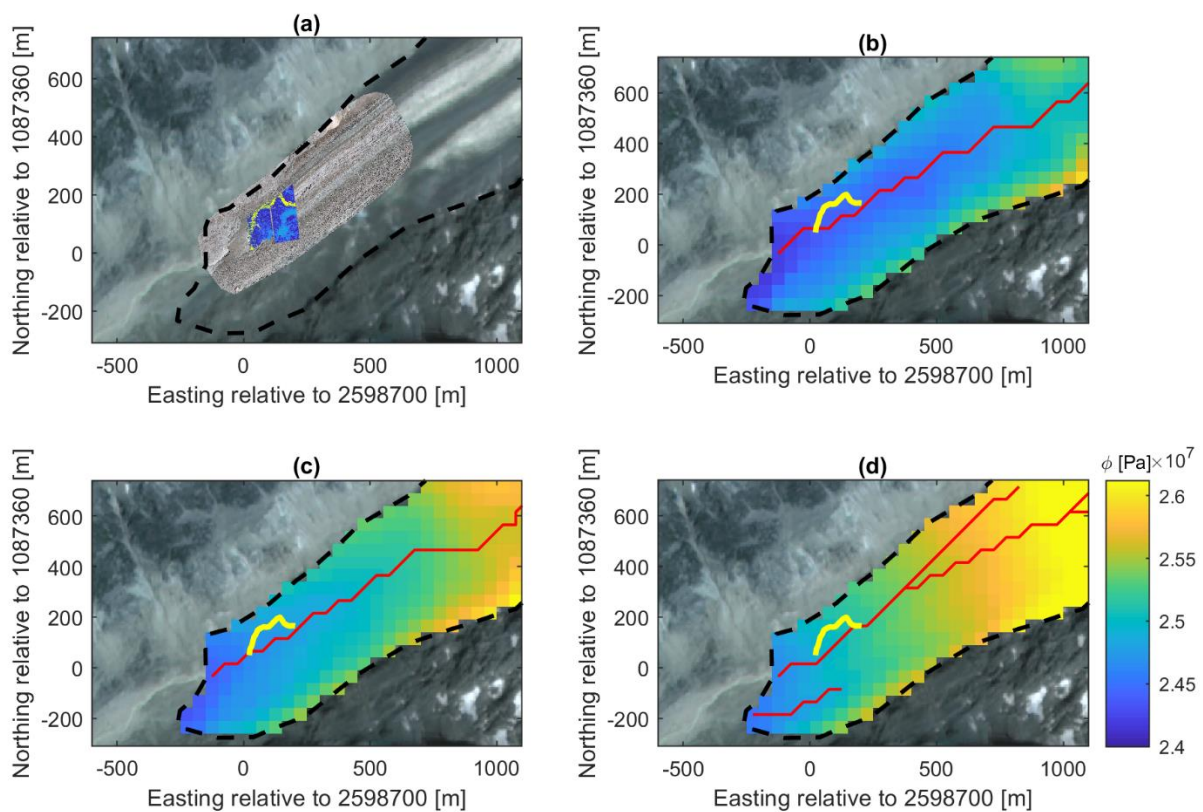 (a)
Northing relative to 1087360 [m]
600
400
200
0
-200
-500 0 500 1000
Easting relative to 2598700 [m]
(b)
Northing relative to 1087360 [m]
600
400
200
0
-200
-500 0 500 1000
Easting relative to 2598700 [m]
(c)
Northing relative to 1087360 [m]
600
400
200
0
-200
-500 0 500 1000
Easting relative to 2598700 [m]
(d)
Northing relative to 1087360 [m]
600
400
200
0
-200
-500 0 500 1000
Easting relative to 2598700 [m]
ϕ [Pa]×10⁷
2.6
2.55
2.5
2.45
2.4